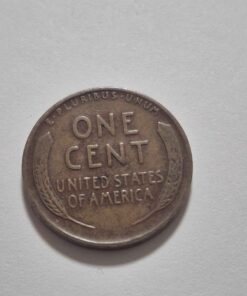 E·PLURIBUS·UNUM
ONE
CENT
UNITED STATES
OF AMERICA